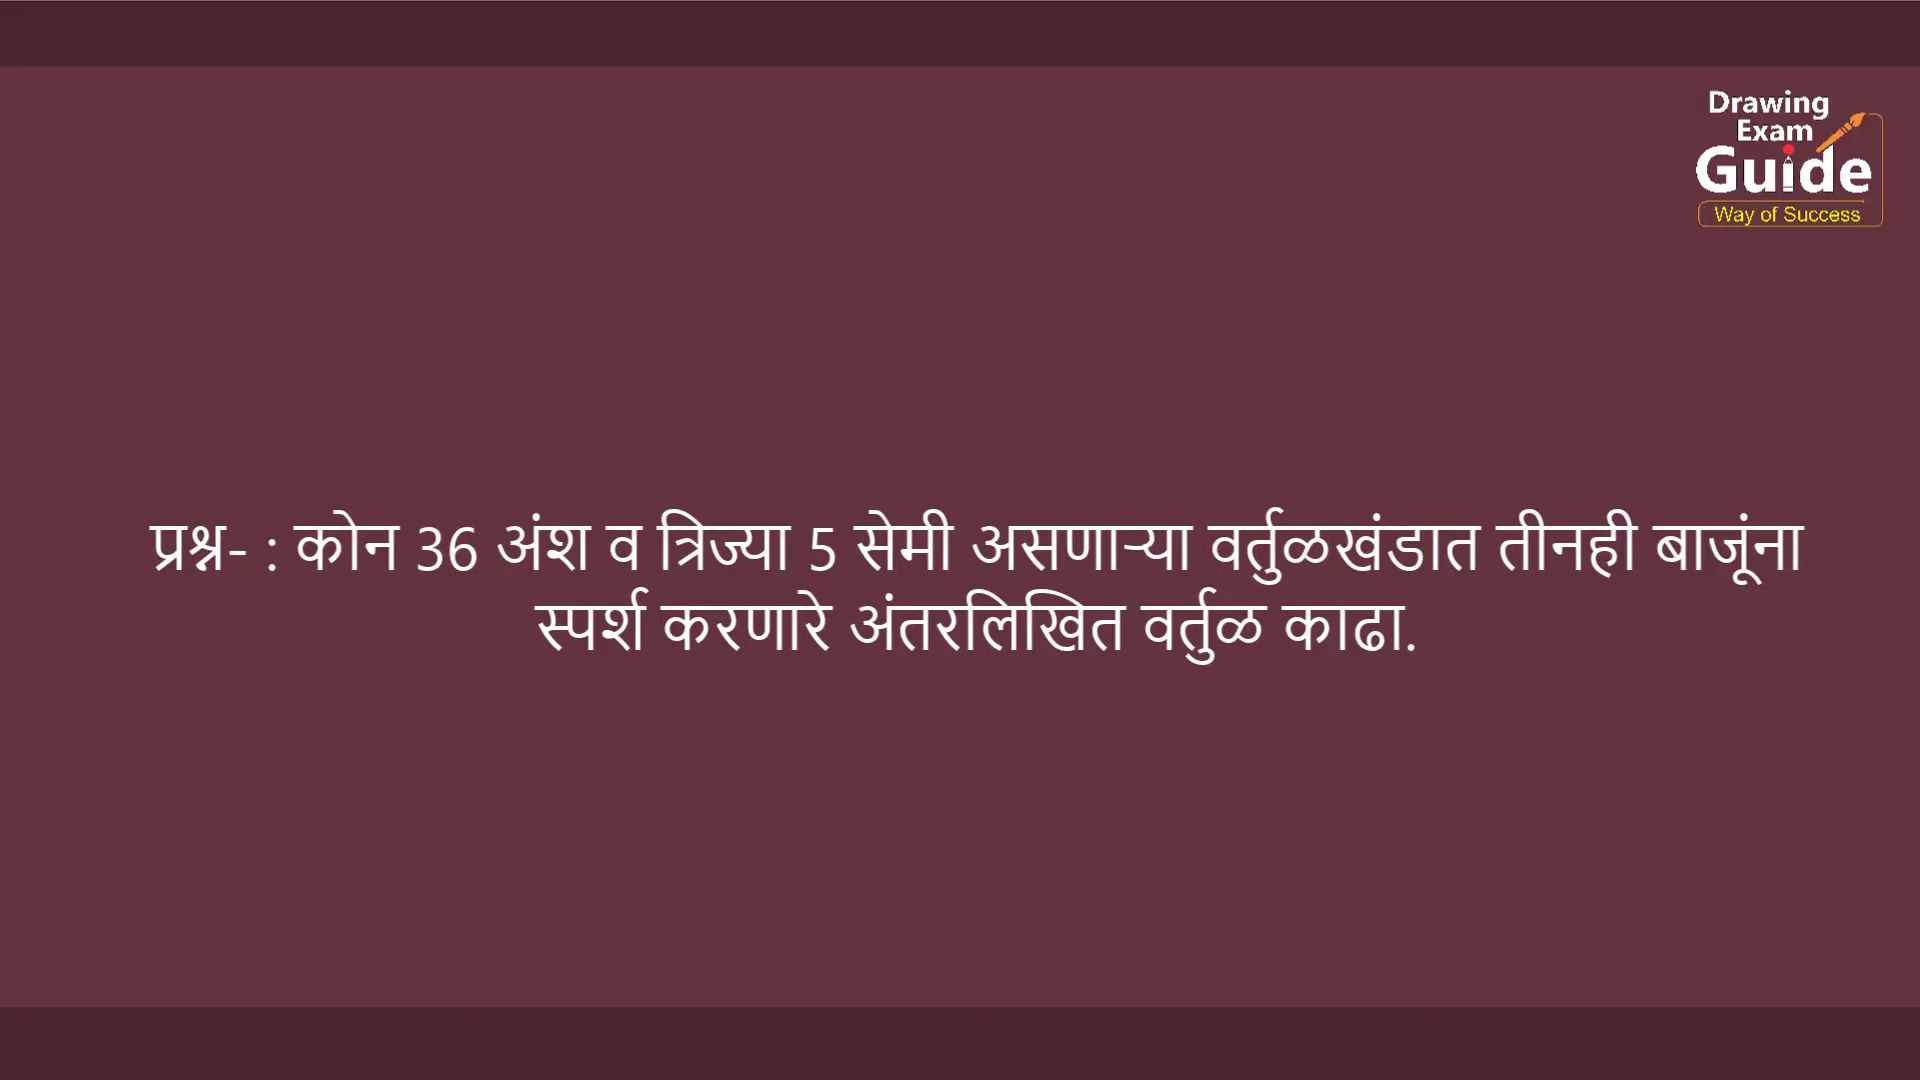 Drawing
Exam
Guide
Way of Success
प्रश्न- : कोन 36 अंश व त्रिज्या 5 सेमी असणाऱ्या वर्तुळखंडात तीनही बाजूंना
स्पर्श करणारे अंतरलिखित वर्तुळ काढा.